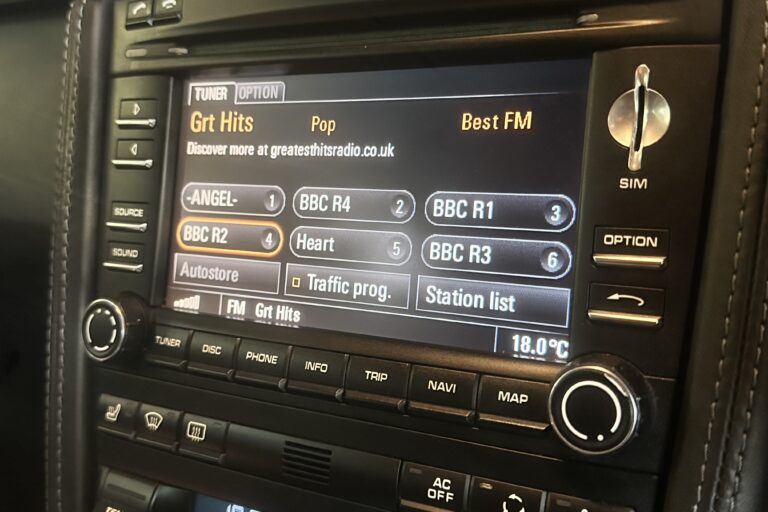 TUNER OPTION
Grt Hits Pop Best FM
Discover more at greatesthitsradio.co.uk
-ANGEL- 1 BBC R4 2 BBC R1 3
BBC R2 4 Heart 5 BBC R3 6
Autostore Traffic prog. Station list
FM Grt Hits
18.0°C
SOURCE
SOUND
SIM
OPTION
TUNER DISC PHONE INFO TRIP NAVI MAP
AC
OFF